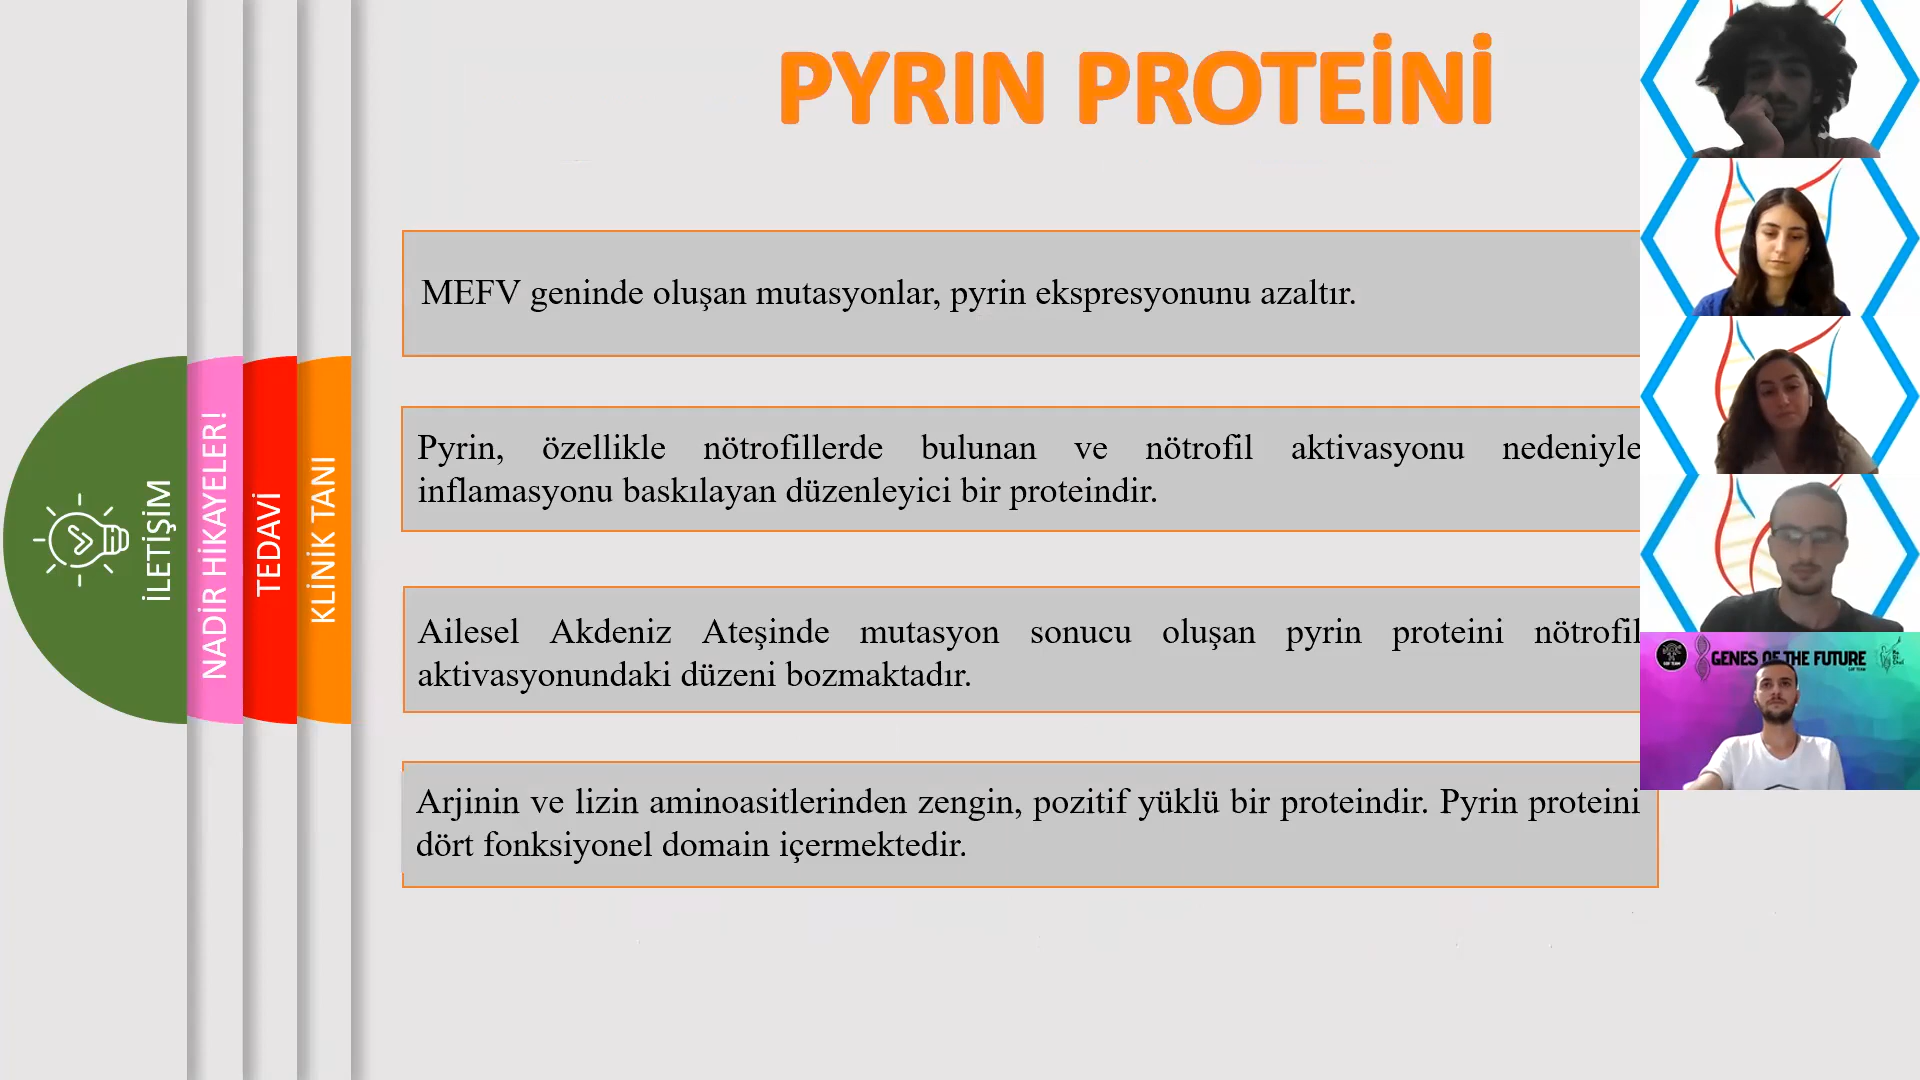 PYRIN PROTEİNİ
MEFV geninde oluşan mutasyonlar, pyrin ekspresyonunu azaltır.
Pyrin, özellikle nötrofillerde bulunan ve nötrofil aktivasyonu nedeniyle
inflamasyonu baskılayan düzenleyici bir proteindir.
Ailesel Akdeniz Ateşinde mutasyon sonucu oluşan pyrin proteini nötrofil
aktivasyonundaki düzeni bozmaktadır.
Arjinin ve lizin aminoasitlerinden zengin, pozitif yüklü bir proteindir. Pyrin proteini
dört fonksiyonel domain içermektedir.
İLETİŞİM
NADİR HİKAYELER!
TEDAVİ
KLİNİK TANI
GENES OF THE FUTURE